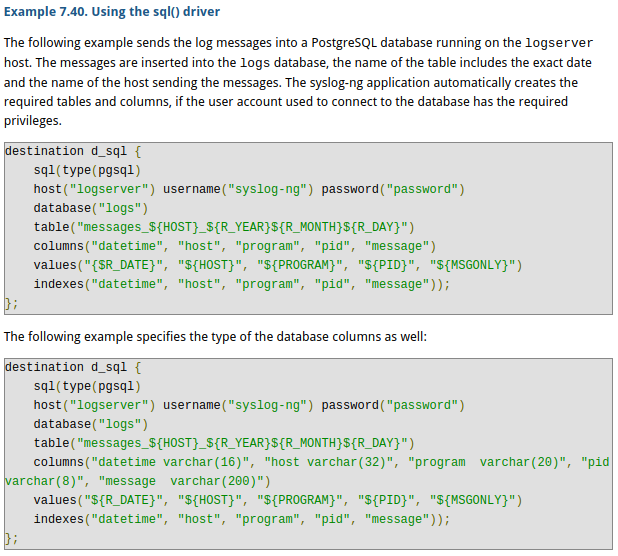 Example 7.40. Using the sql() driver
The following example sends the log messages into a PostgreSQL database running on the logserver
host. The messages are inserted into the logs database, the name of the table includes the exact date
and the name of the host sending the messages. The syslog-ng application automatically creates the
required tables and columns, if the user account used to connect to the database has the required
privileges.
destination d_sql {
    sql(type(pgsql)
    host("logserver") username("syslog-ng") password("password")
    database("logs")
    table("messages_${HOST}_${R_YEAR}${R_MONTH}${R_DAY}")
    columns("datetime", "host", "program", "pid", "message")
    values("{$R_DATE}", "${HOST}", "${PROGRAM}", "${PID}", "${MSGONLY}")
    indexes("datetime", "host", "program", "pid", "message"));
};
The following example specifies the type of the database columns as well:
destination d_sql {
    sql(type(pgsql)
    host("logserver") username("syslog-ng") password("password")
    database("logs")
    table("messages_${HOST}_${R_YEAR}${R_MONTH}${R_DAY}")
    columns("datetime varchar(16)", "host varchar(32)", "program  varchar(20)", "pid
varchar(8)", "message  varchar(200)")
    values("${R_DATE}", "${HOST}", "${PROGRAM}", "${PID}", "${MSGONLY}")
    indexes("datetime", "host", "program", "pid", "message"));
};